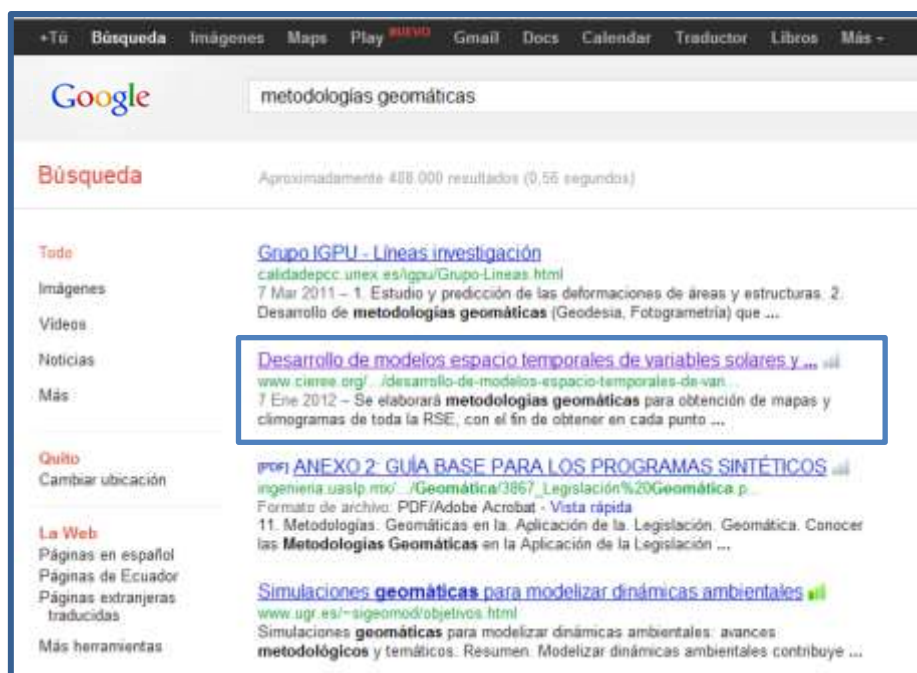 +Tú Búsqueda Imágenes Maps Play NUEVO Gmail Docs Calendar Traductor Libros Más
Google
metodologías geomáticas
Búsqueda
Aproximadamente 488.000 resultados (0,56 segundos)
Todo
Imágenes
Vídeos
Noticias
Más
Quito
Cambiar ubicación
La Web
Páginas en español
Páginas de Ecuador
Páginas extranjeras
traducidas
Más herramientas
Grupo IGPU - Líneas investigación
calidadepcc.unex.es/igpu/Grupo-Lineas.html
7 Mar 2011 – 1. Estudio y predicción de las deformaciones de áreas y estructuras. 2.
Desarrollo de metodologías geomáticas (Geodesia, Fotogrametría) que ...
Desarrollo de modelos espacio temporales de variables solares y ...
www.cieree.org/.../desarrollo-de-modelos-espacio-temporales-de-vari...
7 Ene 2012 – Se elaborará metodologías geomáticas para obtención de mapas y
climogramas de toda la RSE, con el fin de obtener en cada punto ...
[PDF] ANEXO 2: GUÍA BASE PARA LOS PROGRAMAS SINTÉTICOS
ingenieria.uaslp.mx/.../Geomática/3867_Legislación%20Geomática.p...
Formato de archivo: PDF/Adobe Acrobat - Vista rápida
11. Metodologías. Geomáticas en la. Aplicación de la. Legislación. Geomática. Conocer
las Metodologías Geomáticas en la Aplicación de la Legislación ...
Simulaciones geomáticas para modelizar dinámicas ambientales
www.ugr.es/~sigeomod/objetivos.html
Simulaciones geomáticas para modelizar dinámicas ambientales: avances
metodológicos y temáticos. Resumen. Modelizar dinámicas ambientales contribuye ...